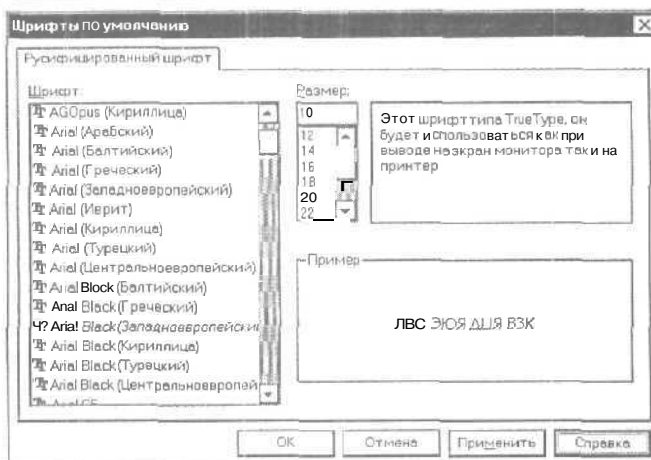 Шрифты по умолчанию
Русифицированный шрифт
Шрифт:
AGOpus (Кириллица)
Arial (Арабский)
Arial (Балтийский)
Arial (Греческий)
Arial (Западноевропейский)
Arial (Иврит)
Arial (Кириллица)
Arial (Турецкий)
Arial (Центральноевропейский)
Arial Block (Балтийский)
Anal Black (Греческий)
Ч? Aria! Black (Западноевропейски
Arial Black (Кириллица)
Arial Black (Турецкий)
Arial Black (Центральноевропей
Размер:
10
12
14
16
18
20
22
Этот шрифт типа TrueType, он
будет использоваться как при
выводе на экран монитора так и на
принтер
Пример
ЛВС ЭЮЯ ДЦЯ ВЗК
OK
Отмена
Применить
Справка